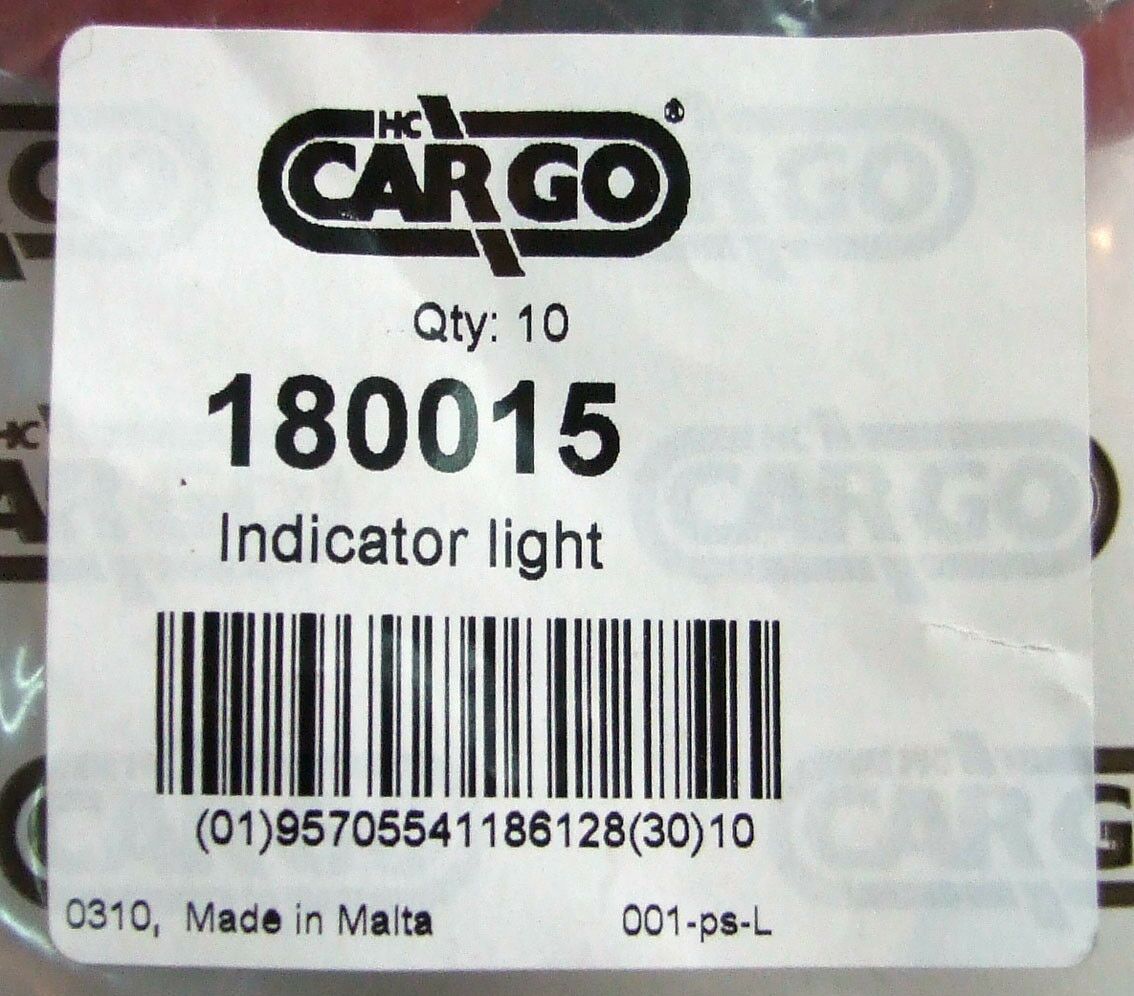 HC
CARGO®
Qty: 10
180015
Indicator light
(01)95705541186128(30)10
0310, Made in Malta
001-ps-L